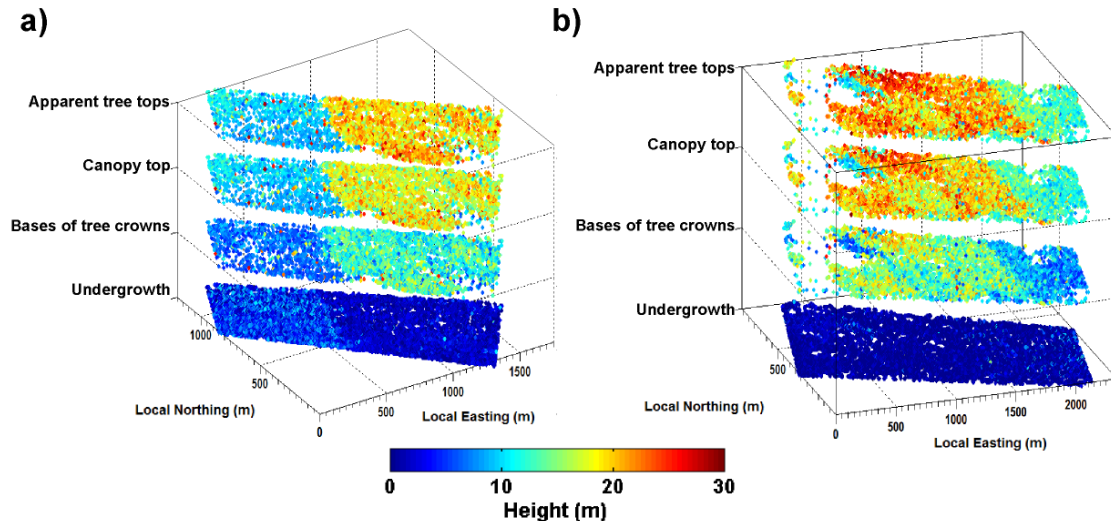 a)
Apparent tree tops
Canopy top
Bases of tree crowns
Undergrowth
1000
500
Local Northing (m)
0
500
1000
1500
Local Easting (m)
b)
Apparent tree tops
Canopy top
Bases of tree crowns
Undergrowth
500
Local Northing (m)
0
500
1000
1500
2000
Local Easting (m)
0 10 20 30
Height (m)